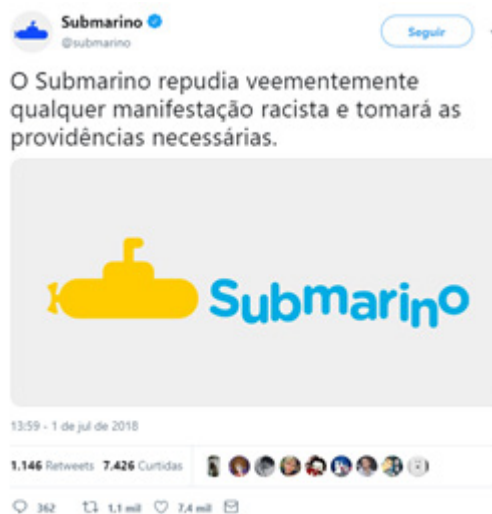 Submarino
@submarino
Seguir
O Submarino repudia veementemente
qualquer manifestação racista e tomará as
providências necessárias.
Submarino
13:59 - 1 de jul de 2018
1.146 Retweets 7.426 Curtidas
362 1,1 mil 7,4 mil